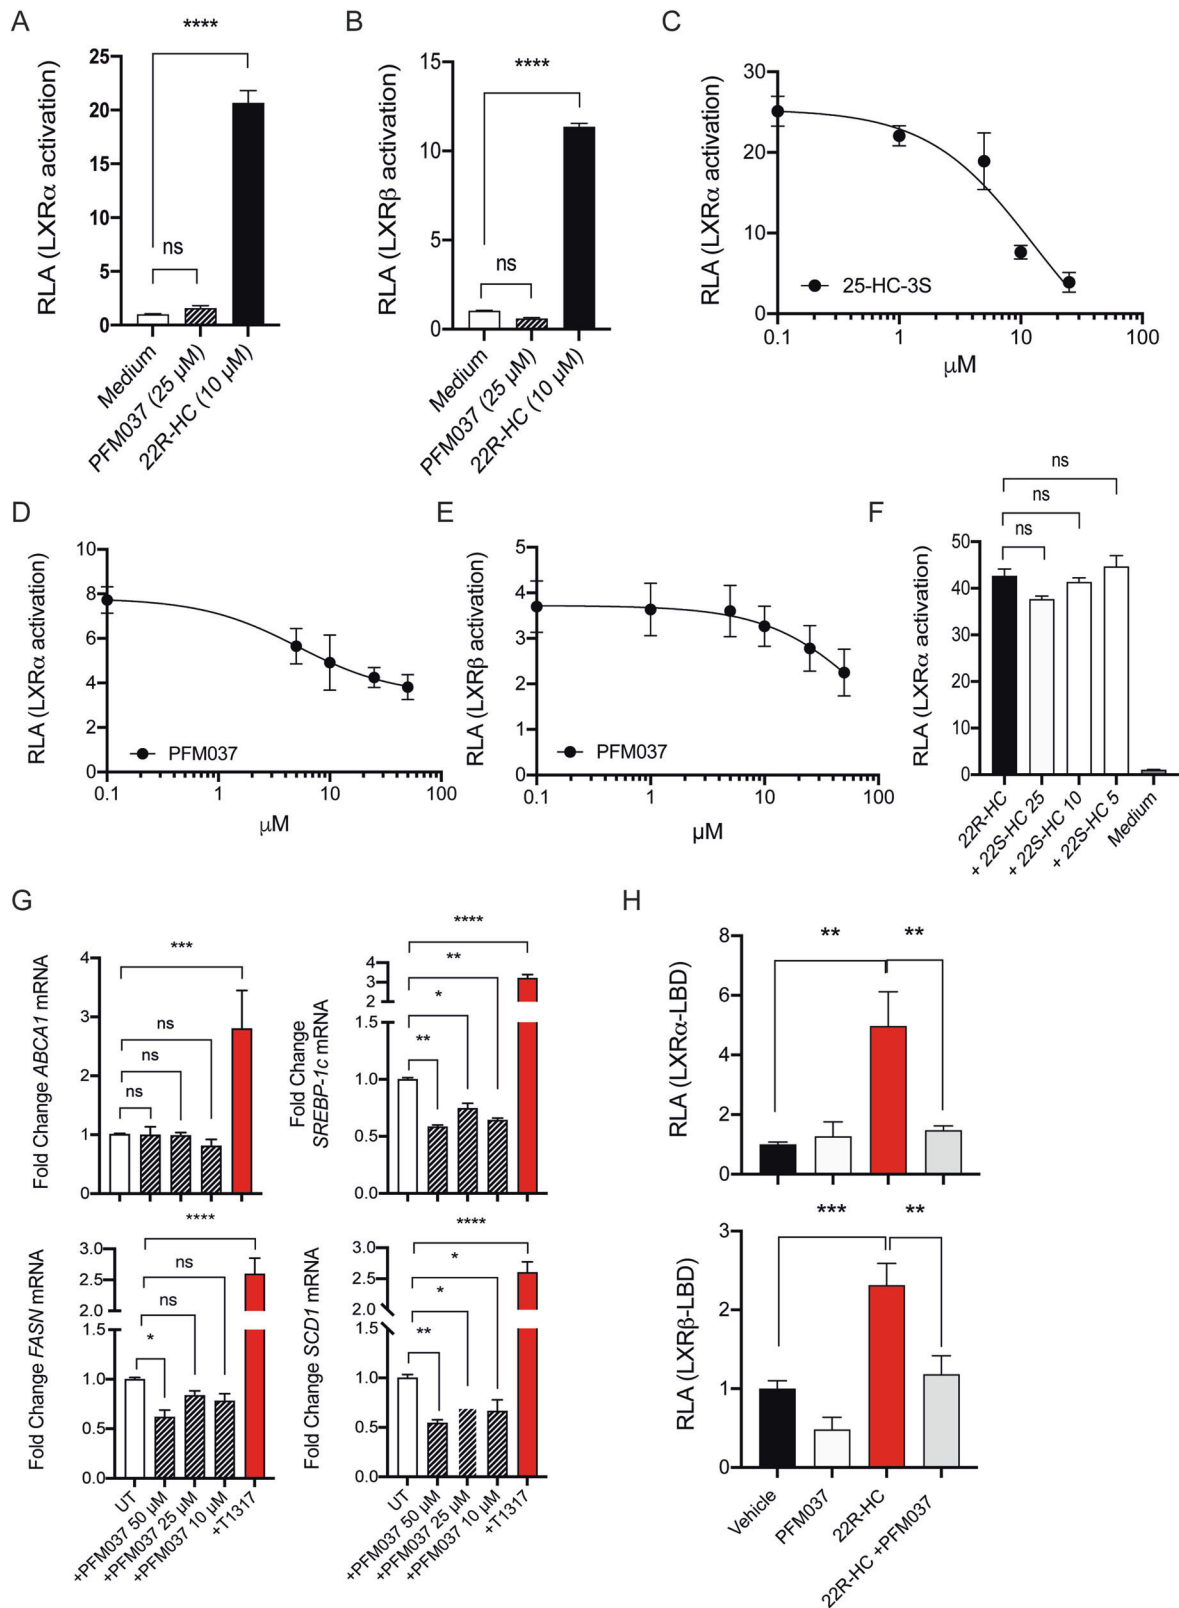 A
****
25
20
15
10
5
0
ns
RLA (LXRα activation)
Medium
PFM037 (25 µM)
22R-HC (10 µM)
B
****
15
10
5
0
ns
RLA (LXRβ activation)
Medium
PFM037 (25 µM)
22R-HC (10 µM)
C
30
20
10
0
RLA (LXRα activation)
25-HC-3S
0.1 1 10 100
µM
D
10
8
6
4
2
0
RLA (LXRα activation)
PFM037
0.1 1 10 100
µM
E
5
4
3
2
1
0
RLA (LXRβ activation)
PFM037
0.1 1 10 100
µM
F
ns
ns
ns
50
40
30
20
10
0
RLA (LXRα activation)
22R-HC
+ 22S-HC 25
+ 22S-HC 10
+ 22S-HC 5
Medium
G
***
ns
ns
ns
4
3
2
1
0
Fold Change ABCA1 mRNA
****
**
*
**
4
3
2
1.5
1.0
0.5
0.0
Fold Change
SREBP-1c mRNA
****
ns
ns
*
3.0
2.5
2.0
1.5
1.0
0.5
0.0
Fold Change FASN mRNA
UT
+PFM037 50 µM
+PFM037 25 µM
+PFM037 10 µM
+T1317
****
*
*
**
3.0
2.5
2.0
1.5
1.0
0.5
0.0
Fold Change SCD1 mRNA
UT
+PFM037 50 µM
+PFM037 25 µM
+PFM037 10 µM
+T1317
H
** **
8
6
4
2
0
RLA (LXRα-LBD)
*** **
3
2
1
0
RLA (LXRβ-LBD)
Vehicle
PFM037
22R-HC
22R-HC +PFM037